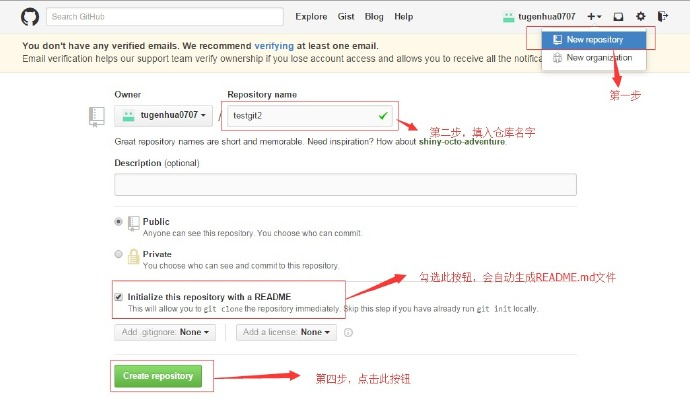 Search GitHub
Explore Gist Blog Help
tugenhua0707
You don't have any verified emails. We recommend verifying at least one email.
Email verification helps our support team verify ownership if you lose account access and allows you to receive all the notific
New repository
New organization
第一步
Owner Repository name
tugenhua0707 / testgit2
第二步，填入仓库名字
Great repository names are short and memorable. Need inspiration? How about shiny-octo-adventure.
Description (optional)
Public
Anyone can see this repository. You choose who can commit.
Private
You choose who can see and commit to this repository.
勾选此按钮，会自动生成README.md文件
Initialize this repository with a README
This will allow you to git clone the repository immediately. Skip this step if you have already run git init locally.
Add .gitignore: None Add a license: None
Create repository
第四步，点击此按钮